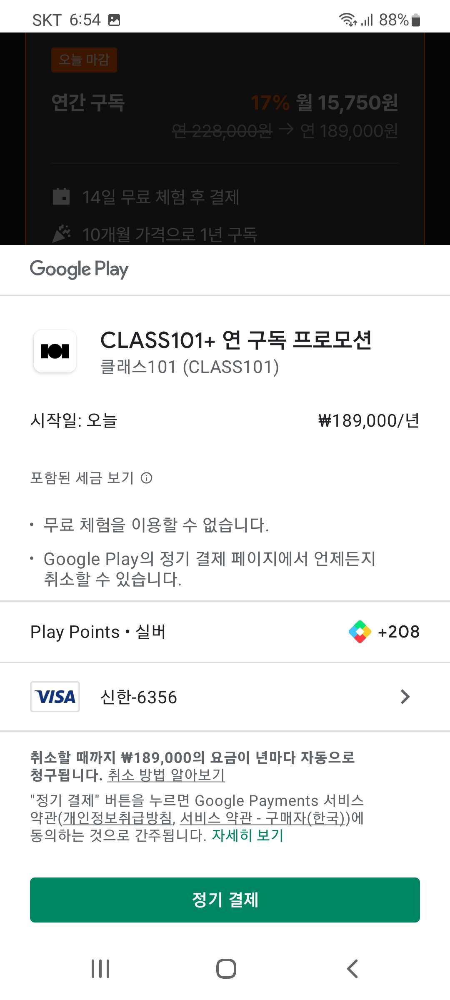 SKT 6:54 88%
오늘 마감
연간 구독 17% 월 15,750원
연 228,000원 → 연 189,000원
14일 무료 체험 후 결제
10개월 가격으로 1년 구독
Google Play
CLASS101+ 연 구독 프로모션
클래스101 (CLASS101)
시작일: 오늘 ₩189,000/년
포함된 세금 보기
• 무료 체험을 이용할 수 없습니다.
• Google Play의 정기 결제 페이지에서 언제든지
취소할 수 있습니다.
Play Points • 실버 +208
VISA 신한-6356
취소할 때까지 ₩189,000의 요금이 년마다 자동으로
청구됩니다. 취소 방법 알아보기
"정기 결제" 버튼을 누르면 Google Payments 서비스
약관(개인정보취급방침, 서비스 약관 - 구매자(한국))에
동의하는 것으로 간주됩니다. 자세히 보기
정기 결제